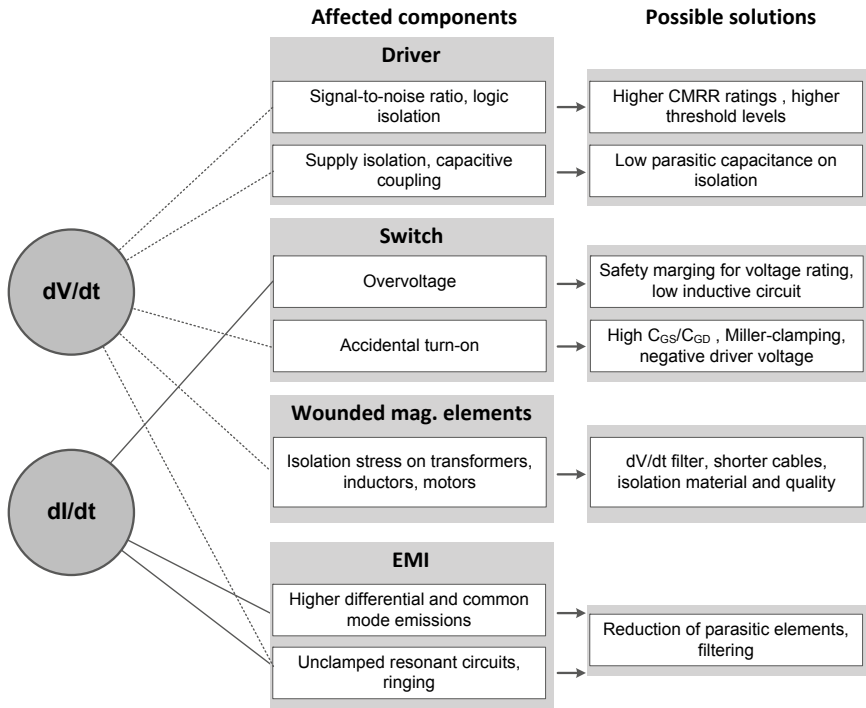 Affected components
Possible solutions
Driver
Signal-to-noise ratio, logic
isolation
Higher CMRR ratings , higher
threshold levels
Supply isolation, capacitive
coupling
Low parasitic capacitance on
isolation
dV/dt
Switch
Overvoltage
Safety marging for voltage rating,
low inductive circuit
Accidental turn-on
High CGS/CGD , Miller-clamping,
negative driver voltage
Wounded mag. elements
Isolation stress on transformers,
inductors, motors
dV/dt filter, shorter cables,
isolation material and quality
dI/dt
EMI
Higher differential and common
mode emissions
Unclamped resonant circuits,
ringing
Reduction of parasitic elements,
filtering